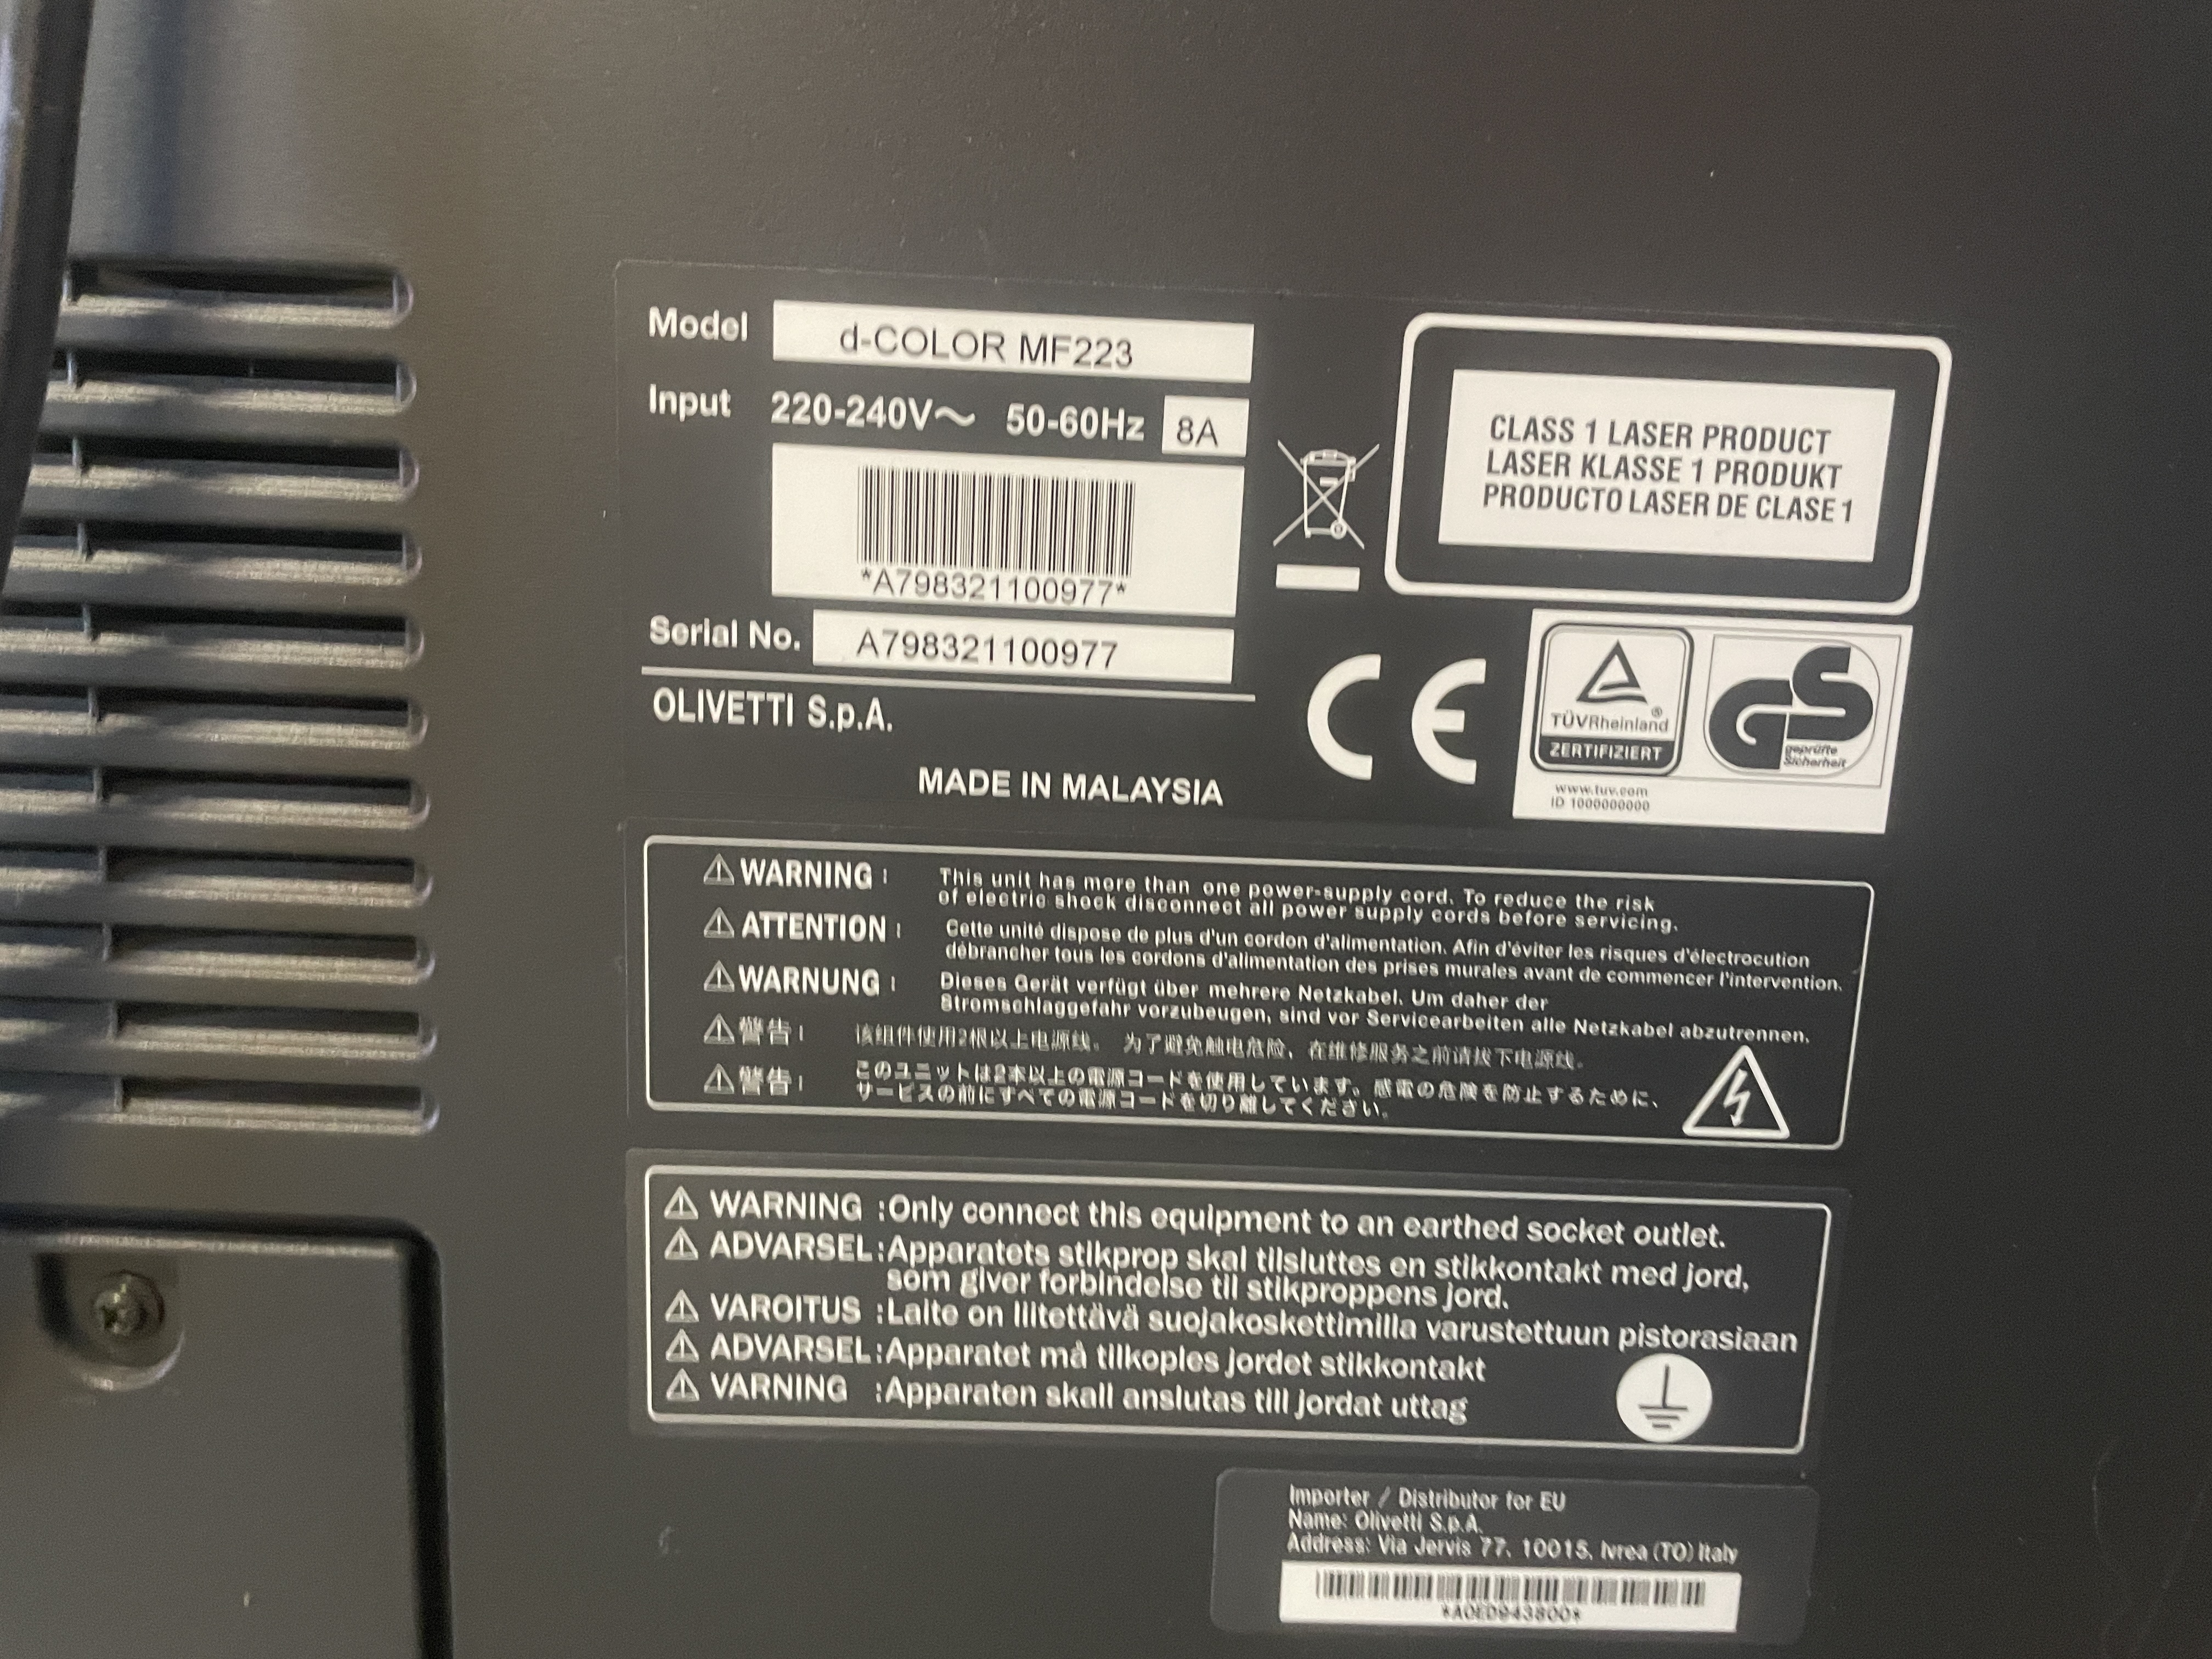 Model d-COLOR MF223
Input 220-240V～ 50-60Hz 8A
*A798321100977*
Serial No. A798321100977
OLIVETTI S.p.A.
MADE IN MALAYSIA
CLASS 1 LASER PRODUCT
LASER KLASSE 1 PRODUKT
PRODUCTO LASER DE CLASE 1
CE
TÜVRheinland®
ZERTIFIZIERT
GS
geprüfte
Sicherheit
www.tuv.com
ID 1000000000
⚠WARNING : This unit has more than one power-supply cord. To reduce the risk
of electric shock disconnect all power supply cords before servicing.
⚠ATTENTION : Cette unité dispose de plus d'un cordon d'alimentation. Afin d'éviter les risques d'électrocution
débrancher tous les cordons d'alimentation des prises murales avant de commencer l'intervention.
⚠WARNUNG : Dieses Gerät verfügt über mehrere Netzkabel. Um daher der
Stromschlaggefahr vorzubeugen, sind vor Servicearbeiten alle Netzkabel abzutrennen.
⚠警告： 该组件使用2根以上电源线。 为了避免触电危险、在维修服务之前请拔下电源线。
⚠警告： このユニットは2本以上の電源コードを使用しています。感電の危険を防止するために、
サービスの前にすべての電源コードを切り離してください。
⚠ WARNING :Only connect this equipment to an earthed socket outlet.
⚠ ADVARSEL:Apparatets stikprop skal tilsluttes en stikkontakt med jord,
som giver forbindelse til stikproppens jord.
⚠ VAROITUS :Laite on liitettävä suojakoskettimilla varustettuun pistorasiaan
⚠ ADVARSEL:Apparatet må tilkoples jordet stikkontakt
⚠ VARNING :Apparaten skall anslutas till jordat uttag
Importer / Distributor for EU
Name: Olivetti S.p.A.
Address: Via Jervis 77, 10015, Ivrea (TO) Italy
*A0ED943800*